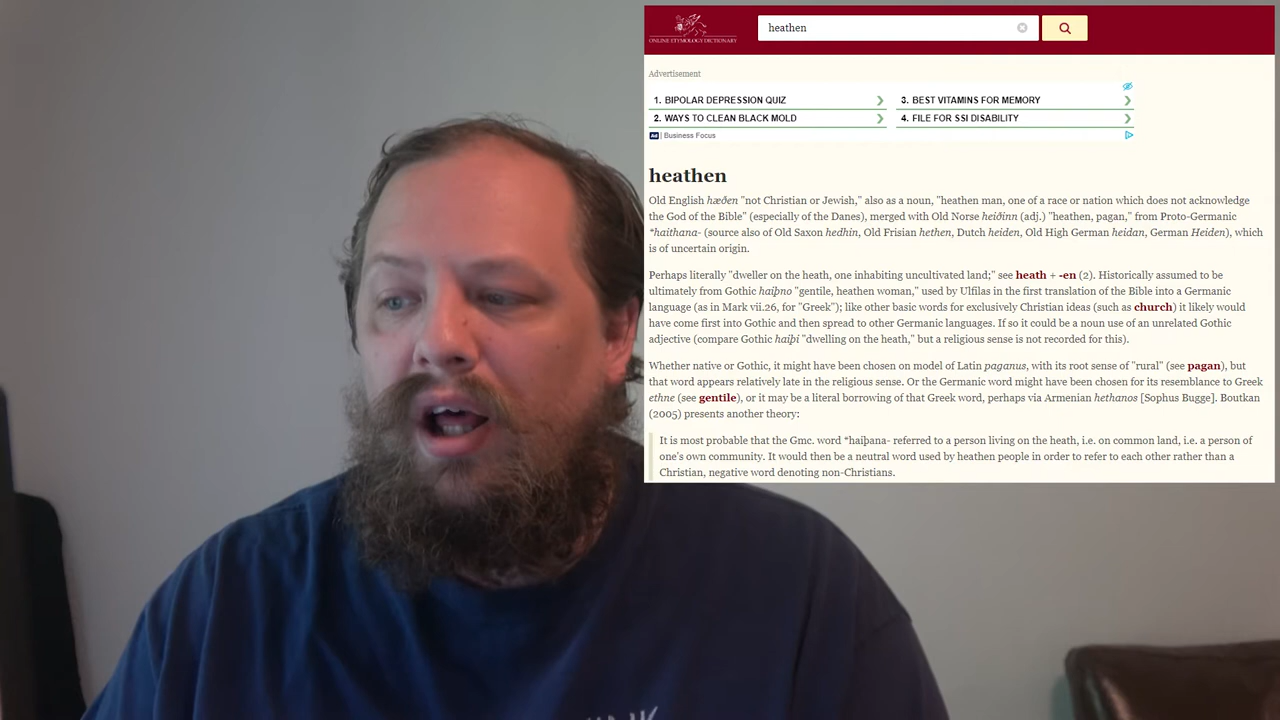 ONLINE ETYMOLOGY DICTIONARY
heathen
Advertisement
1. BIPOLAR DEPRESSION QUIZ
3. BEST VITAMINS FOR MEMORY
2. WAYS TO CLEAN BLACK MOLD
4. FILE FOR SSI DISABILITY
Ad | Business Focus
heathen
Old English hæðen "not Christian or Jewish," also as a noun, "heathen man, one of a race or nation which does not acknowledge
the God of the Bible" (especially of the Danes), merged with Old Norse heiðinn (adj.) "heathen, pagan," from Proto-Germanic
*haithana- (source also of Old Saxon hedhin, Old Frisian hethen, Dutch heiden, Old High German heidan, German Heiden), which
is of uncertain origin.
Perhaps literally "dweller on the heath, one inhabiting uncultivated land;" see heath + -en (2). Historically assumed to be
ultimately from Gothic haiþno "gentile, heathen woman," used by Ulfilas in the first translation of the Bible into a Germanic
language (as in Mark vii.26, for "Greek"); like other basic words for exclusively Christian ideas (such as church) it likely would
have come first into Gothic and then spread to other Germanic languages. If so it could be a noun use of an unrelated Gothic
adjective (compare Gothic haiþi "dwelling on the heath," but a religious sense is not recorded for this).
Whether native or Gothic, it might have been chosen on model of Latin paganus, with its root sense of "rural" (see pagan), but
that word appears relatively late in the religious sense. Or the Germanic word might have been chosen for its resemblance to Greek
ethne (see gentile), or it may be a literal borrowing of that Greek word, perhaps via Armenian hethanos [Sophus Bugge]. Boutkan
(2005) presents another theory:
It is most probable that the Gmc. word *haiþana- referred to a person living on the heath, i.e. on common land, i.e. a person of
one's own community. It would then be a neutral word used by heathen people in order to refer to each other rather than a
Christian, negative word denoting non-Christians.